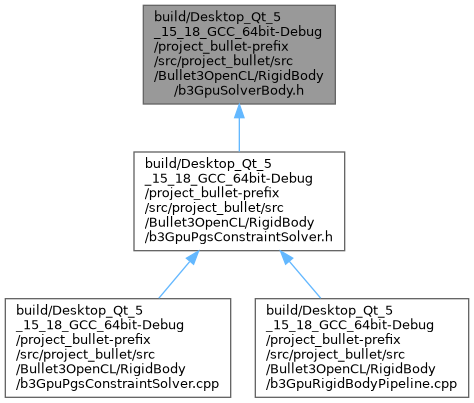 build/Desktop_Qt_5
_15_18_GCC_64bit-Debug
/project_bullet-prefix
/src/project_bullet/src
/Bullet3OpenCL/RigidBody
/b3GpuSolverBody.h
build/Desktop_Qt_5
_15_18_GCC_64bit-Debug
/project_bullet-prefix
/src/project_bullet/src
/Bullet3OpenCL/RigidBody
/b3GpuPgsConstraintSolver.h
build/Desktop_Qt_5
_15_18_GCC_64bit-Debug
/project_bullet-prefix
/src/project_bullet/src
/Bullet3OpenCL/RigidBody
/b3GpuPgsConstraintSolver.cpp
build/Desktop_Qt_5
_15_18_GCC_64bit-Debug
/project_bullet-prefix
/src/project_bullet/src
/Bullet3OpenCL/RigidBody
/b3GpuRigidBodyPipeline.cpp